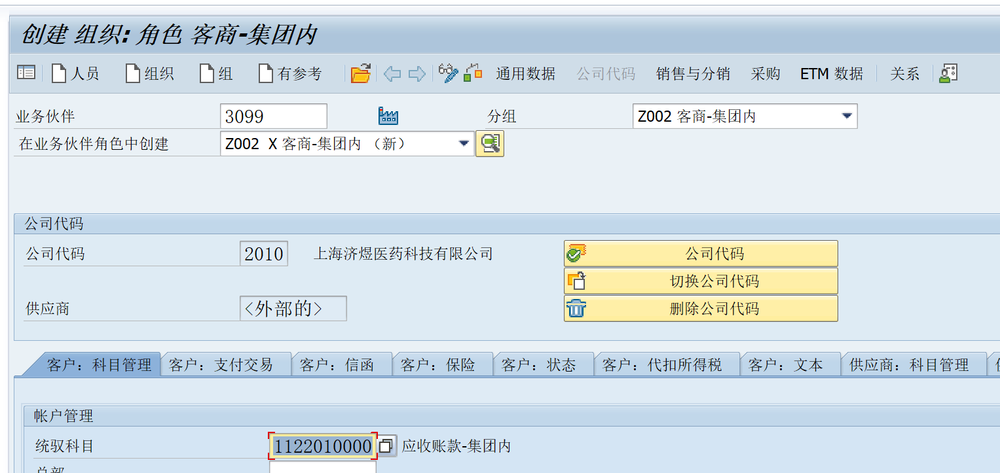 创建 组织: 角色 客商-集团内
人员 组织 组 有参考 通用数据 公司代码 销售与分销 采购 ETM 数据 关系
业务伙伴 3099 分组 Z002 客商-集团内
在业务伙伴角色中创建 Z002 X 客商-集团内 （新）
公司代码
公司代码 2010 上海济煜医药科技有限公司 公司代码
切换公司代码
供应商 <外部的> 删除公司代码
客户：科目管理 客户：支付交易 客户：信函 客户：保险 客户：状态 客户：代扣所得税 客户：文本 供应商：科目管理
帐户管理
统驭科目 1122010000 应收账款-集团内
总部